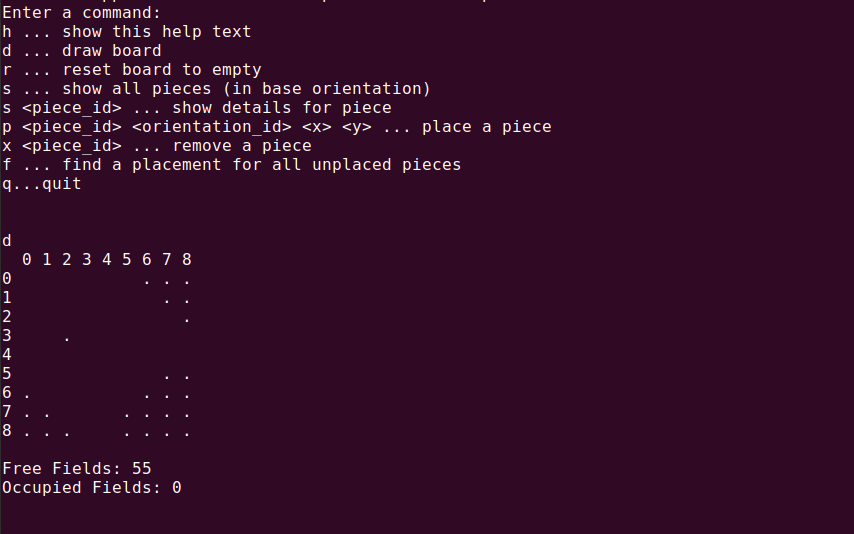 Enter a command:
h ... show this help text
d ... draw board
r ... reset board to empty
s ... show all pieces (in base orientation)
s <piece_id> ... show details for piece
p <piece_id> <orientation_id> <x> <y> ... place a piece
x <piece_id> ... remove a piece
f ... find a placement for all unplaced pieces
q...quit
d
  0 1 2 3 4 5 6 7 8
0             . . .
1               . .
2                 .
3     .
4
5               . .
6 .           . . .
7 . .       . . . .
8 . . .     . . . .
Free Fields: 55
Occupied Fields: 0